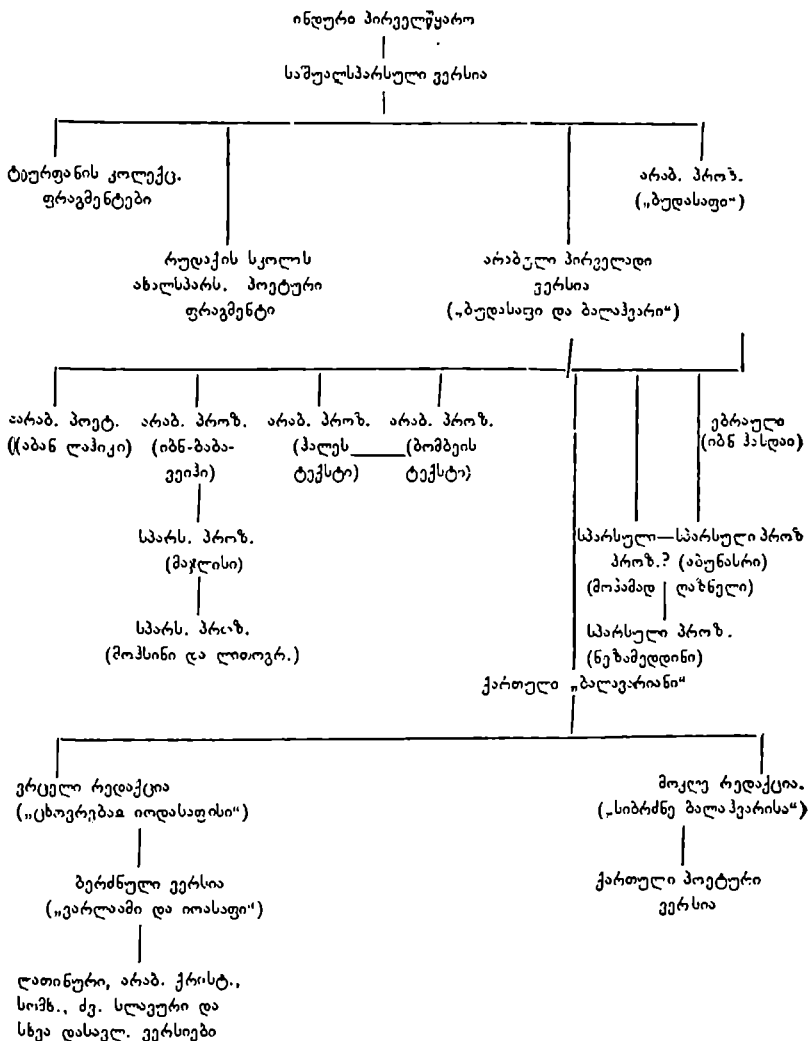 ინდური პირველწყარო
საშუალსპარსული ვერსია
ტეურფანის კოლექც.
ფრაგმენტები
არაბ. პროზ.
(„ბუდასაფი“)
რუდაქის სკოლს
ახალსპარს. პოეტური
ფრაგმენტი
არაბული პირველადი
ვერსია
(„ბუდასაფი და ბალაჰვარი“)
არაბ. პოეტ.
(აბან ლაჰიკი)
არაბ. პროზ.
(იბნ-ბაბა-
ვეიჰი)
არაბ. პროზ.
(ჰალეს
ტექსტი)
არაბ. პროზ.
(ბომბეის
ტექსტი)
ებრაული
(იბნ ჰასდაი)
სპარს. პროზ.
(მაჯლისი)
სპარს. პროზ.
(მოჰსინი და ლითოგრ.)
სპარსული—სპარსული პროზ
პროზ.? (აბუნასრი)
(მოჰამად ღაზნელი)
სპარსული პროზ.
(ნეზამედდინი)
ქართული „ბალავარიანი“
ვრცელი რედაქცია
(„ცხოვრებაჲ იოდასაფისი“)
მოკლე რედაქცია.
(„სიბრძნე ბალაჰვარისა“)
ბერძნული ვერსია
(„ვარლაამი და იოასაფი“)
ქართული პოეტური
ვერსია
ლათინური, არაბ. ქრისტ.,
სომხ., ძვ. სლავური და
სხვა დასავლ. ვერსიები